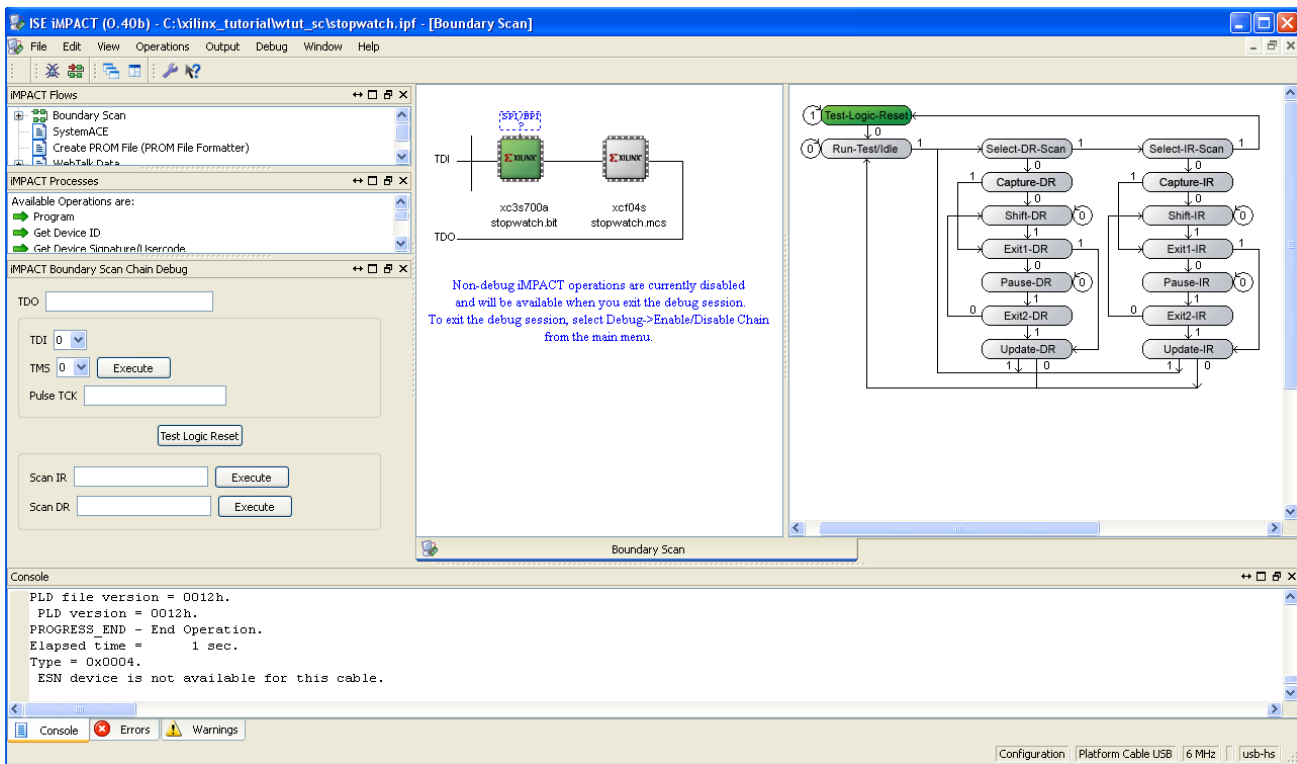 ISE iMPACT (O.40b) - C:\xilinx_tutorial\wtut_sc\stopwatch.ipf - [Boundary Scan]
File Edit View Operations Output Debug Window Help
iMPACT Flows
Boundary Scan
SystemACE
Create PROM File (PROM File Formatter)
WebTalk Data
iMPACT Processes
Available Operations are:
Program
Get Device ID
Get Device Signature/Usercode
iMPACT Boundary Scan Chain Debug
TDO
TDI 0
TMS 0 Execute
Pulse TCK
Test Logic Reset
Scan IR Execute
Scan DR Execute
SPI/BPI
?
TDI
XILINX XILINX
xc3s700a xcf04s
stopwatch.bit stopwatch.mcs
TDO
Non-debug iMPACT operations are currently disabled
and will be available when you exit the debug session.
To exit the debug session, select Debug->Enable/Disable Chain
from the main menu.
1 Test-Logic-Reset
0
0 Run-Test/Idle 1 Select-DR-Scan 1 Select-IR-Scan 1
0 0
1 Capture-DR 1 Capture-IR
0 0
Shift-DR 0 Shift-IR 0
1 1
Exit1-DR 1 Exit1-IR 1
0 0
Pause-DR 0 Pause-IR 0
1 1
0 Exit2-DR 0 Exit2-IR
1 1
Update-DR Update-IR
1 0 1 0
Boundary Scan
Console
PLD file version = 0012h.
PLD version = 0012h.
PROGRESS_END - End Operation.
Elapsed time = 1 sec.
Type = 0x0004.
ESN device is not available for this cable.
Console Errors Warnings
Configuration Platform Cable USB 6 MHz usb-hs